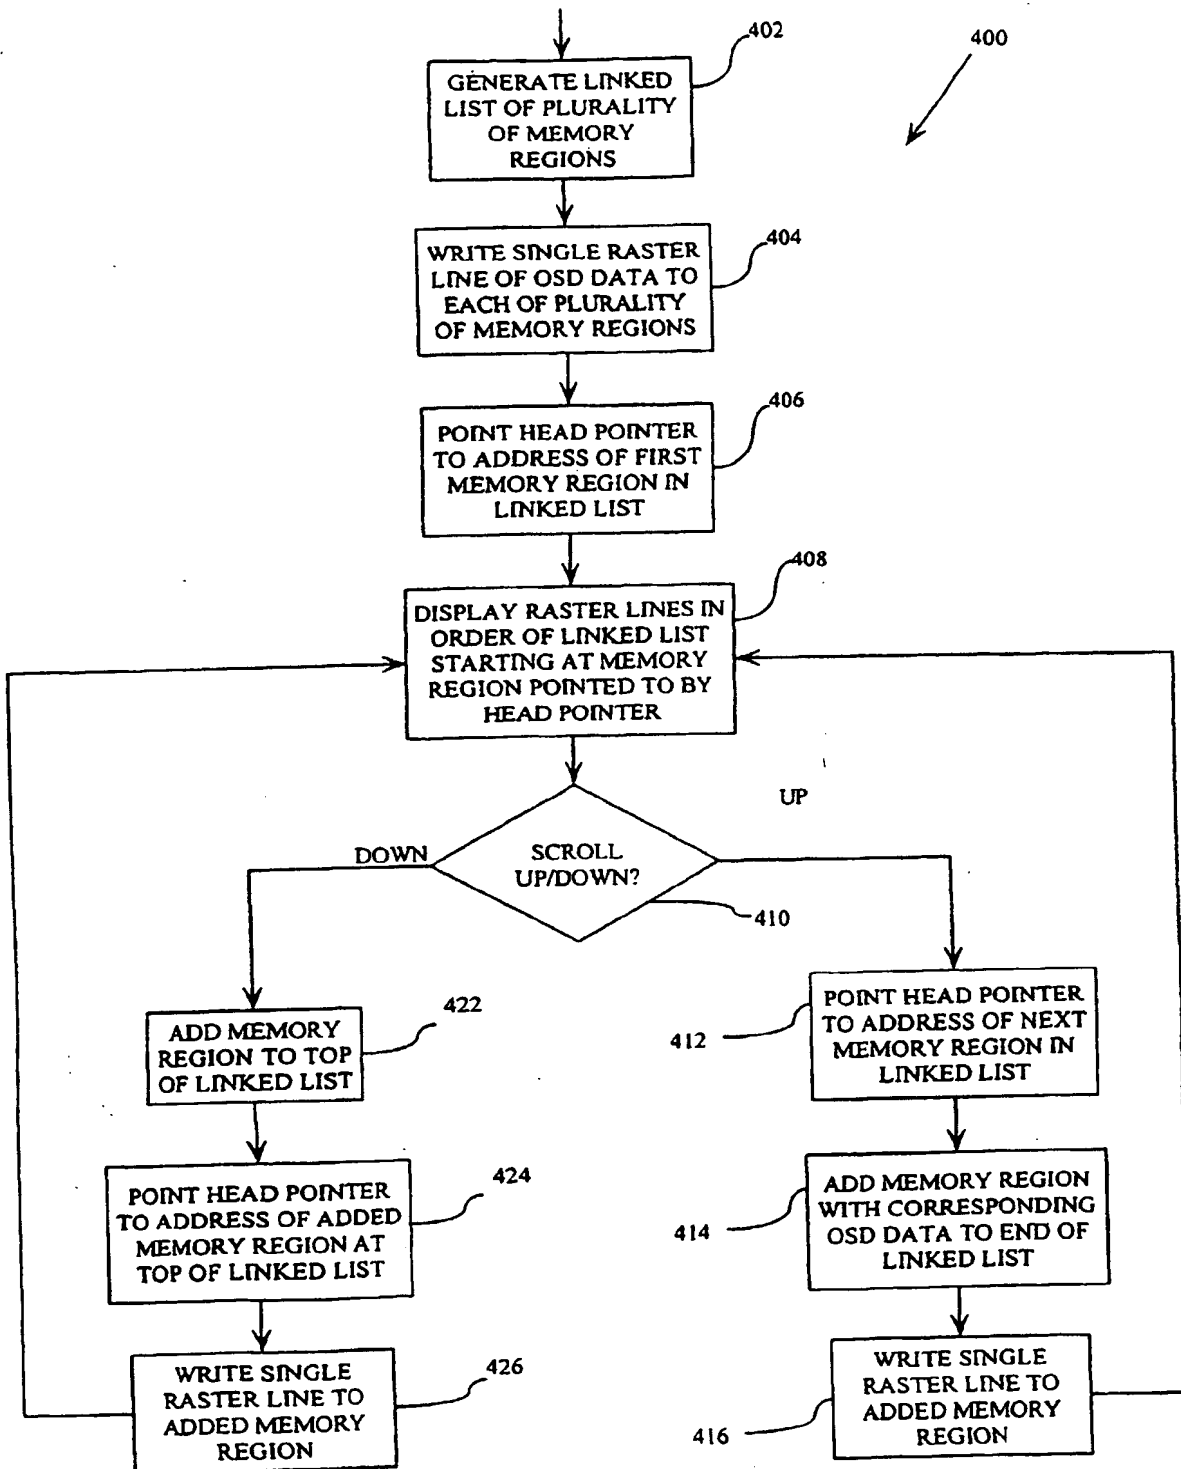 402
400
GENERATE LINKED
LIST OF PLURALITY
OF MEMORY
REGIONS
404
WRITE SINGLE RASTER
LINE OF OSD DATA TO
EACH OF PLURALITY
OF MEMORY REGIONS
406
POINT HEAD POINTER
TO ADDRESS OF FIRST
MEMORY REGION IN
LINKED LIST
408
DISPLAY RASTER LINES IN
ORDER OF LINKED LIST
STARTING AT MEMORY
REGION POINTED TO BY
HEAD POINTER
UP
DOWN
SCROLL
UP/DOWN?
410
422
ADD MEMORY
REGION TO TOP
OF LINKED LIST
412
POINT HEAD POINTER
TO ADDRESS OF NEXT
MEMORY REGION IN
LINKED LIST
424
POINT HEAD POINTER
TO ADDRESS OF ADDED
MEMORY REGION AT
TOP OF LINKED LIST
414
ADD MEMORY REGION
WITH CORRESPONDING
OSD DATA TO END OF
LINKED LIST
426
WRITE SINGLE
RASTER LINE TO
ADDED MEMORY
REGION
416
WRITE SINGLE
RASTER LINE TO
ADDED MEMORY
REGION